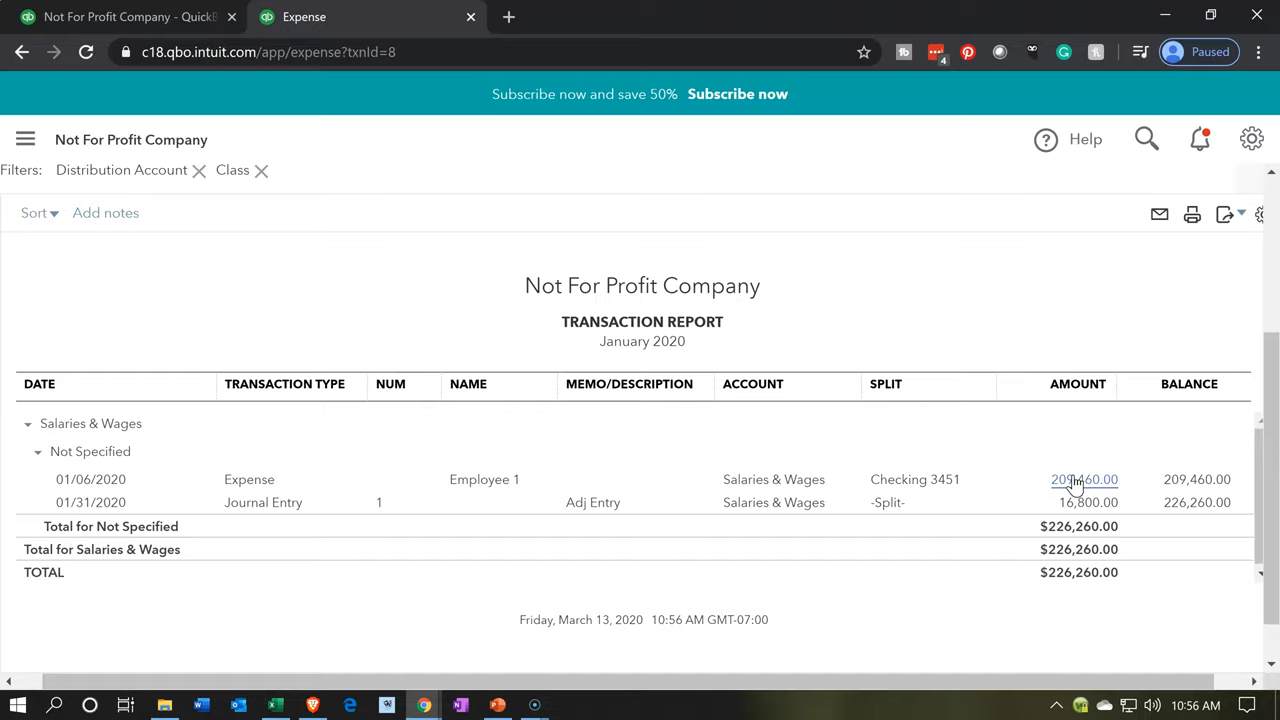 Not For Profit Company - QuickB
Expense
c18.qbo.intuit.com/app/expense?txnId=8
4
Paused
Subscribe now and save 50% Subscribe now
Not For Profit Company
Help
Filters: Distribution Account Class
Sort Add notes
Not For Profit Company
TRANSACTION REPORT
January 2020
DATE TRANSACTION TYPE NUM NAME MEMO/DESCRIPTION ACCOUNT SPLIT AMOUNT BALANCE
Salaries & Wages
Not Specified
01/06/2020 Expense Employee 1 Salaries & Wages Checking 3451 209,460.00 209,460.00
01/31/2020 Journal Entry 1 Adj Entry Salaries & Wages -Split- 16,800.00 226,260.00
Total for Not Specified $226,260.00
Total for Salaries & Wages $226,260.00
TOTAL $226,260.00
Friday, March 13, 2020 10:56 AM GMT-07:00
10:56 AM